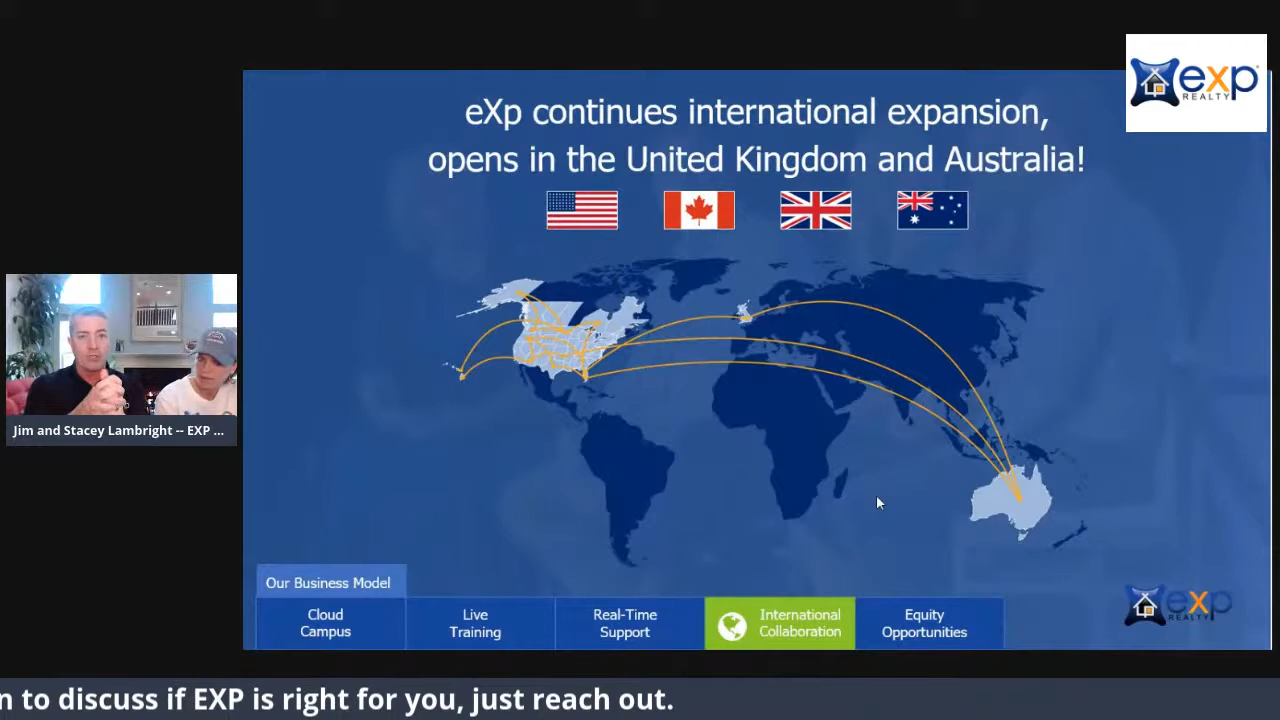 exp
REALTY
eXp continues international expansion,
opens in the United Kingdom and Australia!
Jim and Stacey Lambright -- EXP ...
Our Business Model
Cloud
Campus
Live
Training
Real-Time
Support
International
Collaboration
Equity
Opportunities
exp
REALTY
n to discuss if EXP is right for you, just reach out.